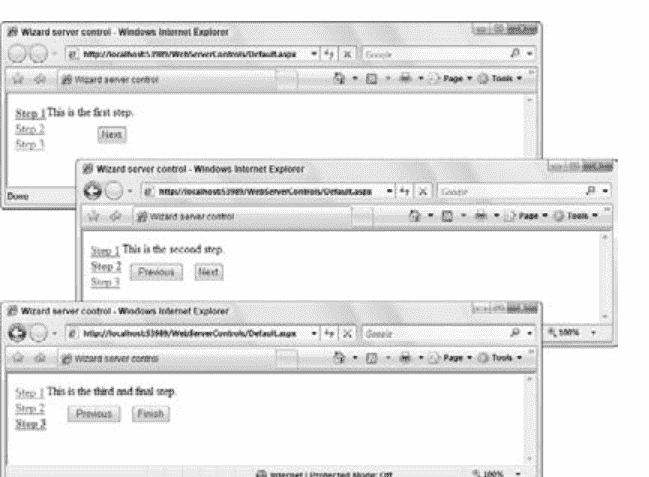 Wizard server control - Windows Internet Explorer
http://localhost:53989/WebServerControls/Default.aspx Google
Wizard server control Page Tools
Step 1 This is the first step.
Step 2
Step 3
Next
Done
Wizard server control - Windows Internet Explorer
http://localhost:53989/WebServerControls/Default.aspx Google
Wizard server control Page Tools
Step 1 This is the second step.
Step 2 Previous Next
Step 3
100%
Wizard server control - Windows Internet Explorer
http://localhost:53989/WebServerControls/Default.aspx Google
Wizard server control Page Tools
Step 1 This is the third and final step.
Step 2 Previous Finish
Step 3
Internet | Protected Mode: Off 100%